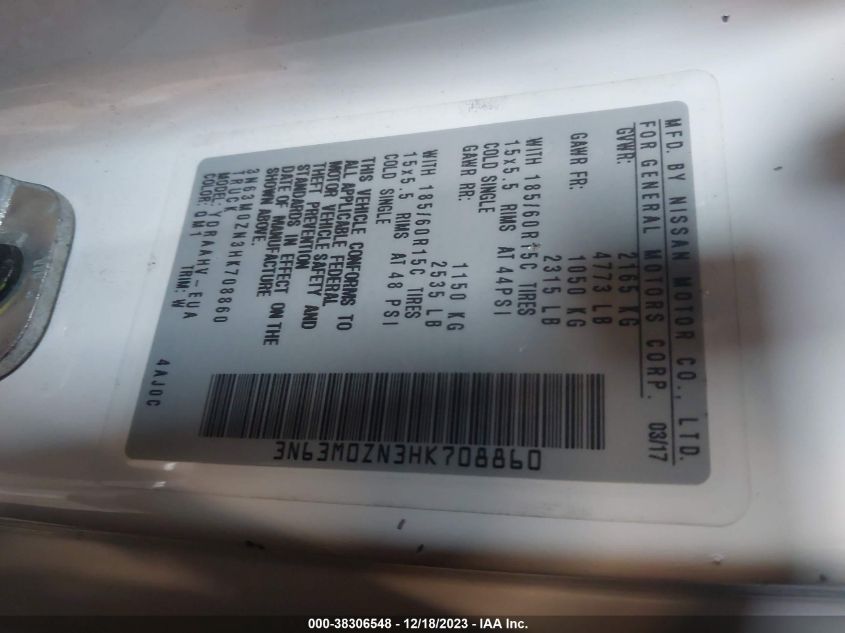 MFD. BY NISSAN MOTOR CO., LTD.
FOR GENERAL MOTORS CORP. 03/17
GVWR: 2165 KG
4773 LB
GAWR FR: 1050 KG
2315 LB
WITH 185/60R15C TIRES
15x5.5 RIMS AT 44PSI
COLD SINGLE
GAWR RR: 1150 KG
2535 LB
WITH 185/60R15C TIRES
15x5.5 RIMS AT 48 PSI
COLD SINGLE
THIS VEHICLE CONFORMS TO
ALL APPLICABLE FEDERAL
MOTOR VEHICLE SAFETY AND
THEFT PREVENTION
STANDARDS IN EFFECT ON THE
DATE OF MANUFACTURE
SHOWN ABOVE.
3N63M0ZN3HK708860
TRUCK
MODEL: YDRAAHV-EUA
COLOR: QM1 TRIM: W
4AJ0C
3N63M0ZN3HK708860
000-38306548 - 12/18/2023 - IAA Inc.